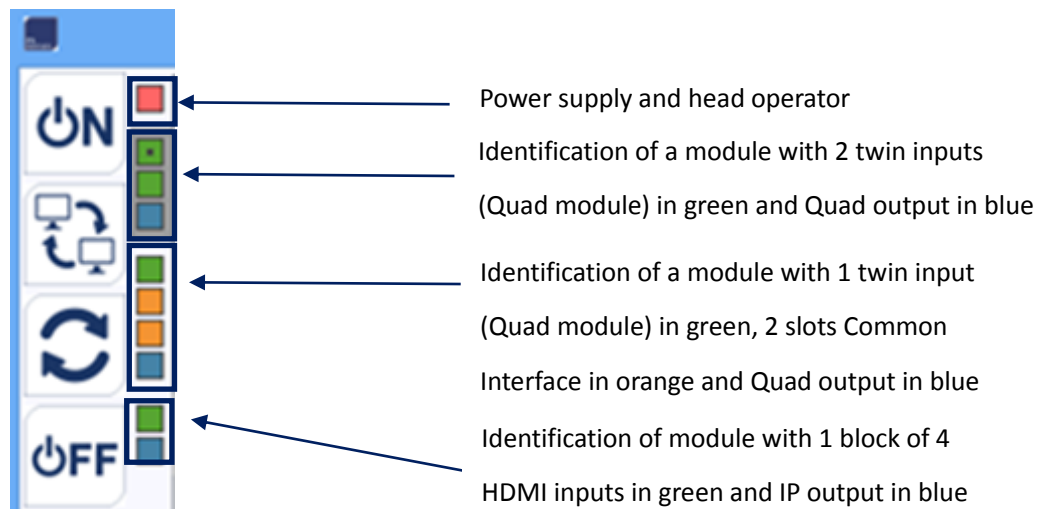 ON
Power supply and head operator
Identification of a module with 2 twin inputs
(Quad module) in green and Quad output in blue
Identification of a module with 1 twin input
(Quad module) in green, 2 slots Common
Interface in orange and Quad output in blue
OFF
Identification of module with 1 block of 4
HDMI inputs in green and IP output in blue